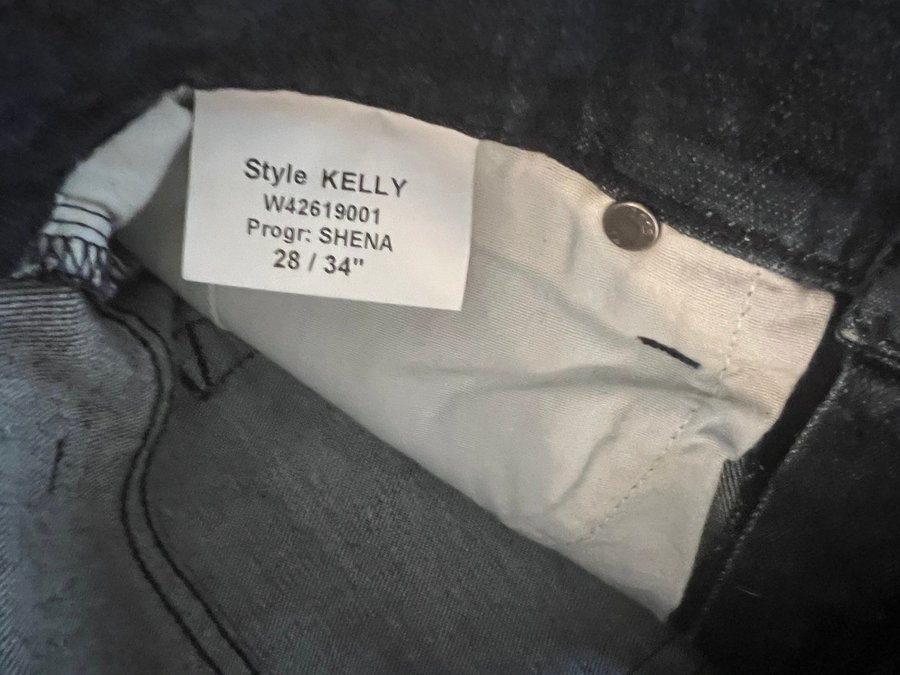 Style KELLY
W42619001
Progr: SHENA
28 / 34"